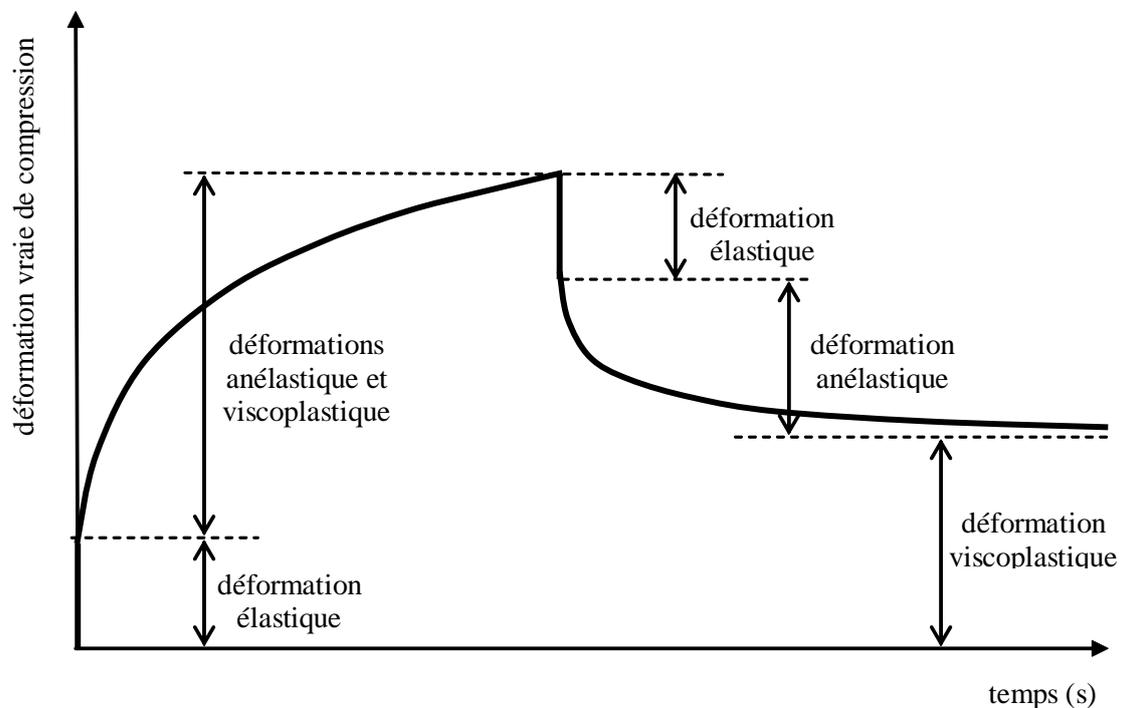 déformation vraie de compression
déformation
élastique
déformations
anélastique et
viscoplastique
déformation
anélastique
déformation
viscoplastique
déformation
élastique
temps (s)